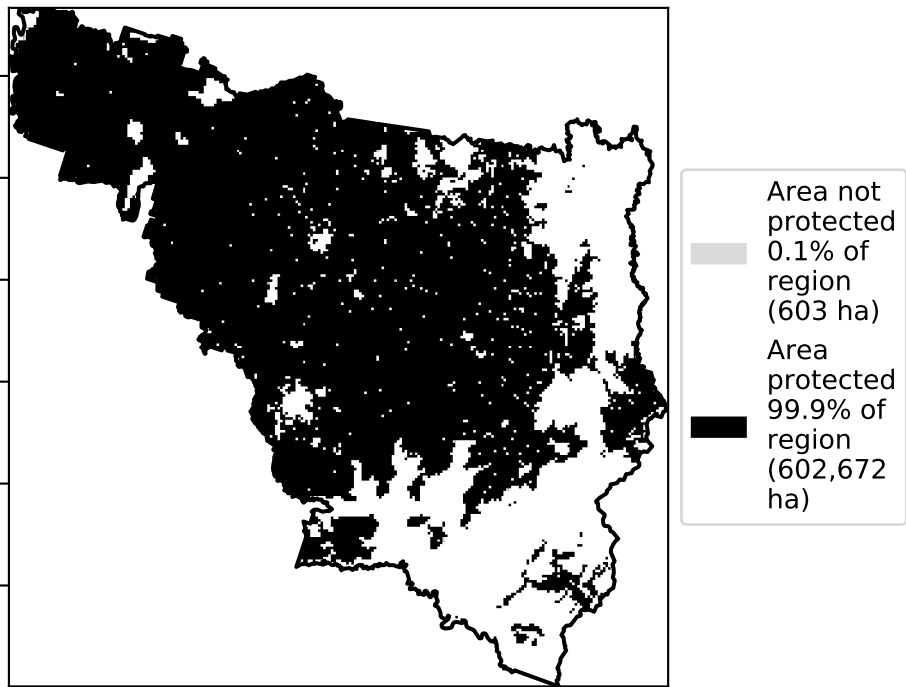 Area not
protected
0.1% of
region
(603 ha)
Area
protected
99.9% of
region
(602,672
ha)